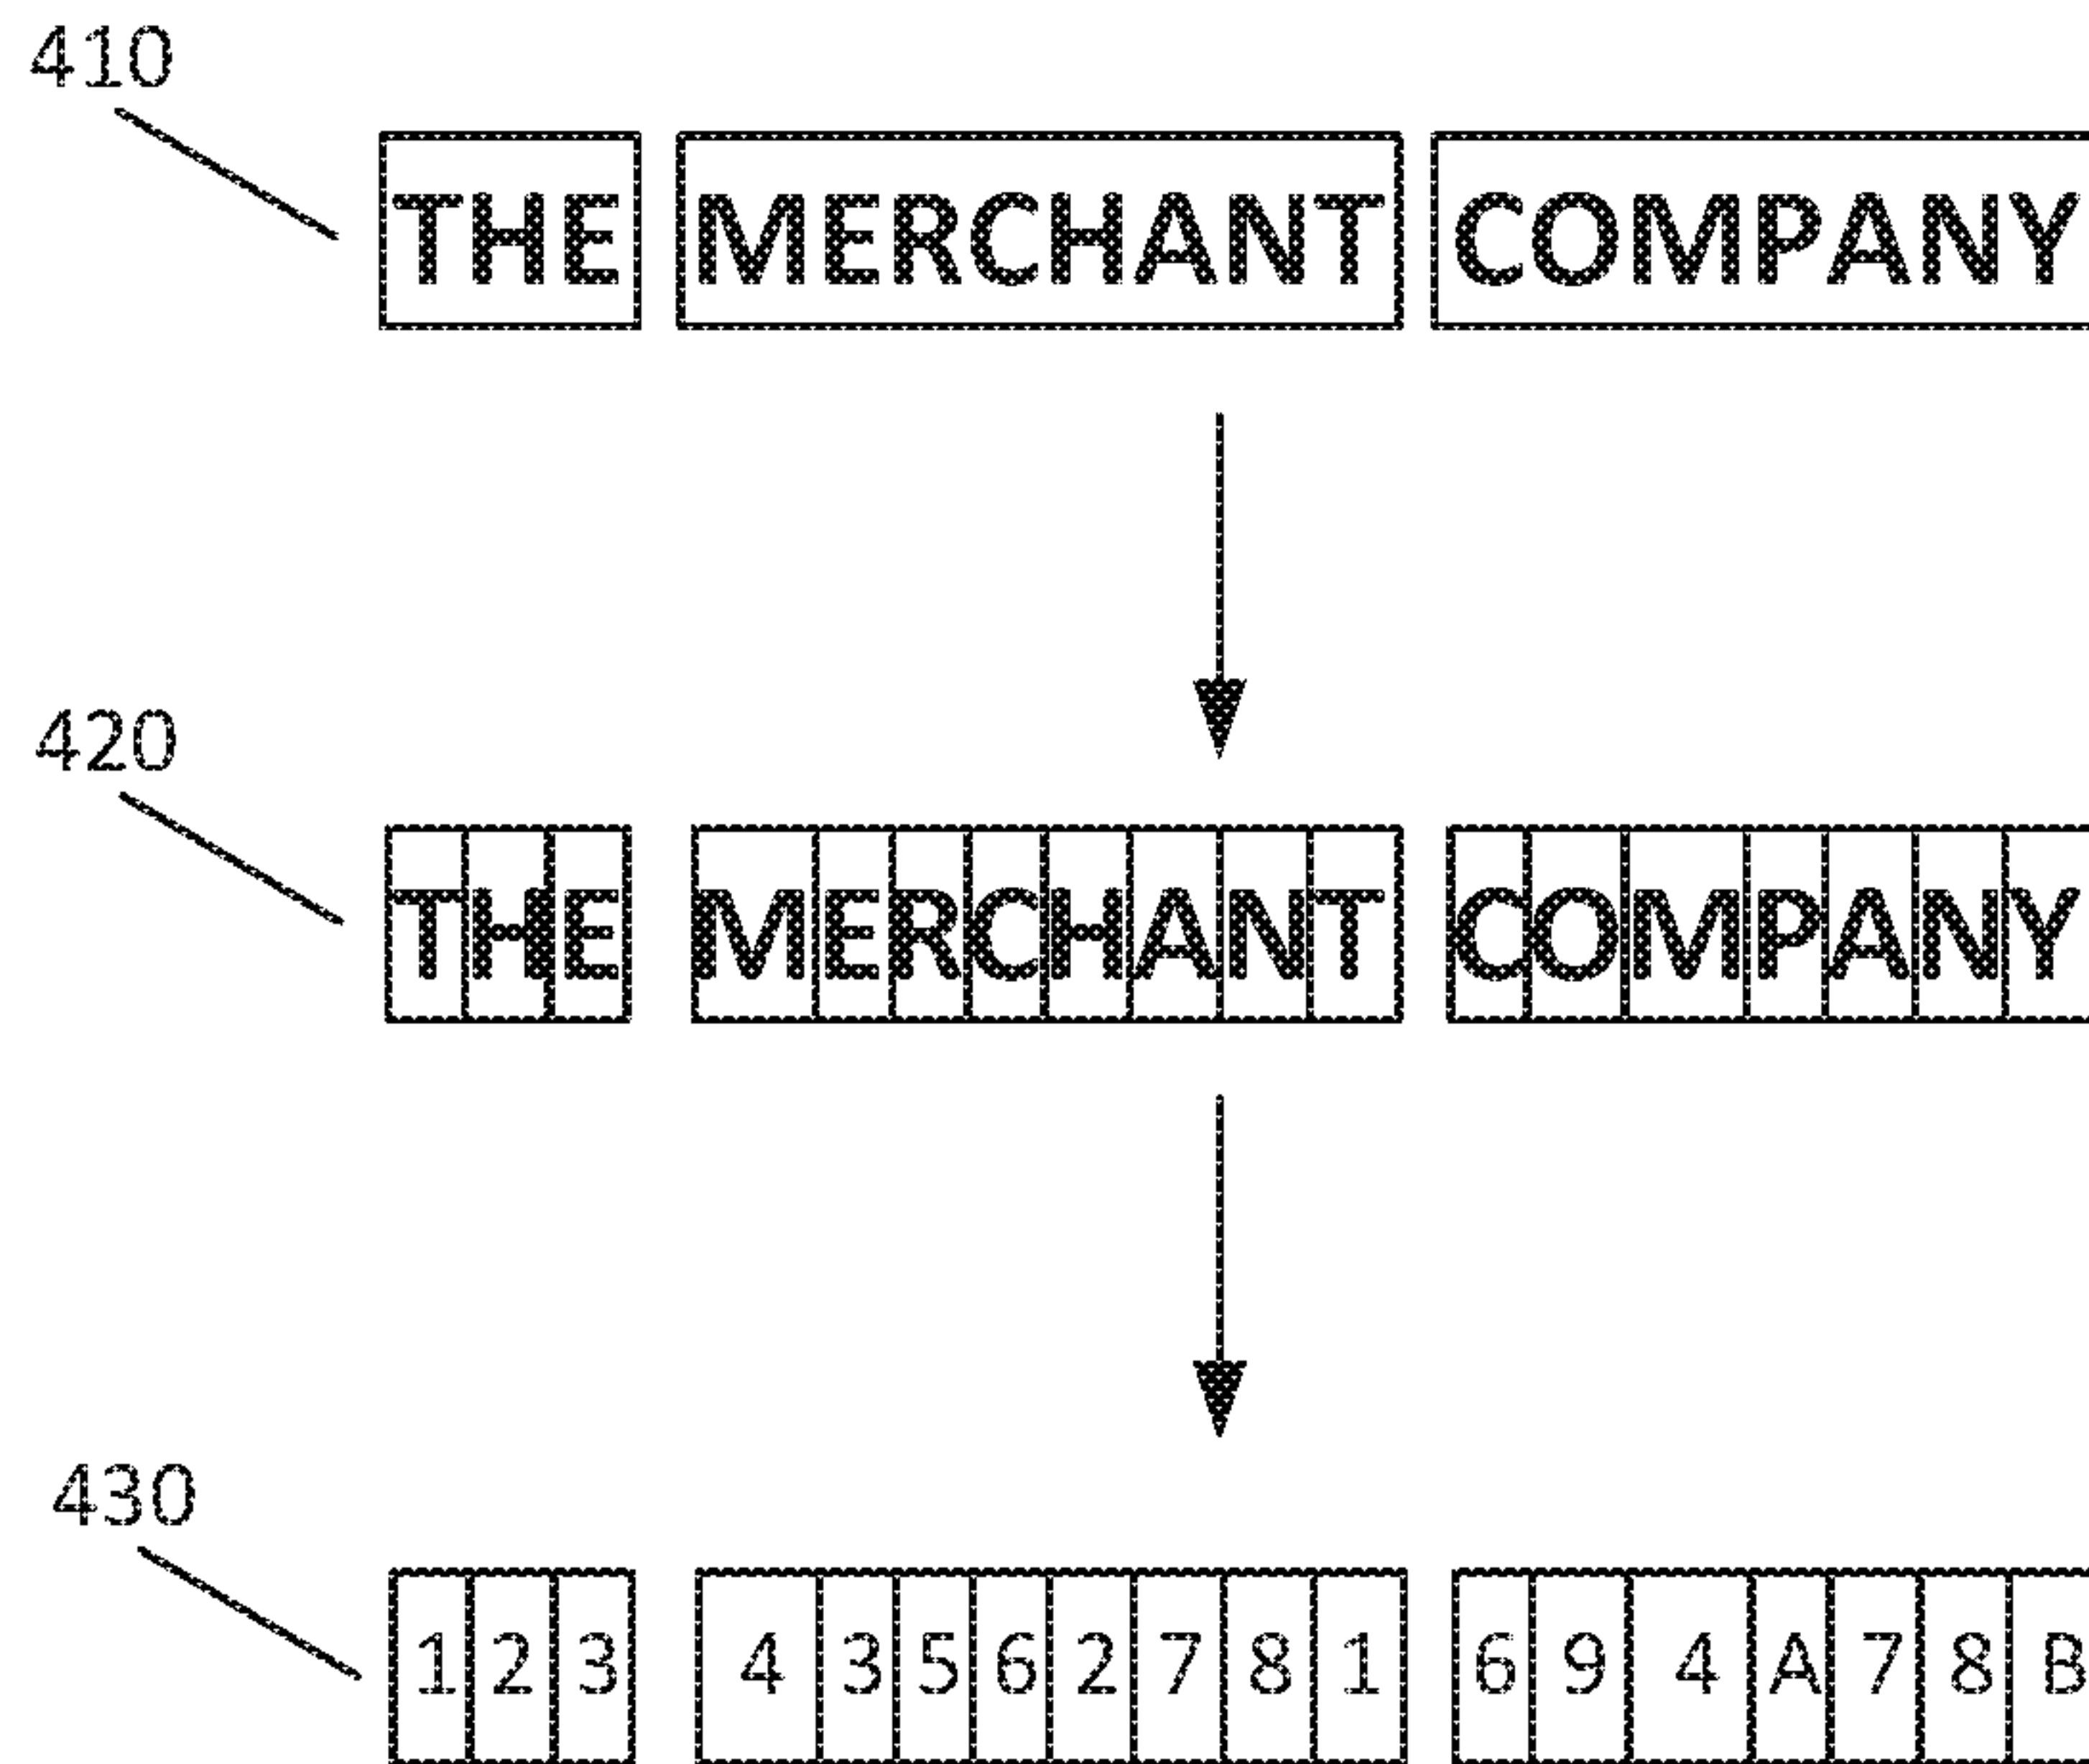 410
THE MERCHANT COMPANY
420
THE MERCHANT COMPANY
430
1 2 3 4 3 5 6 2 7 8 1 6 9 4 A 7 8 B